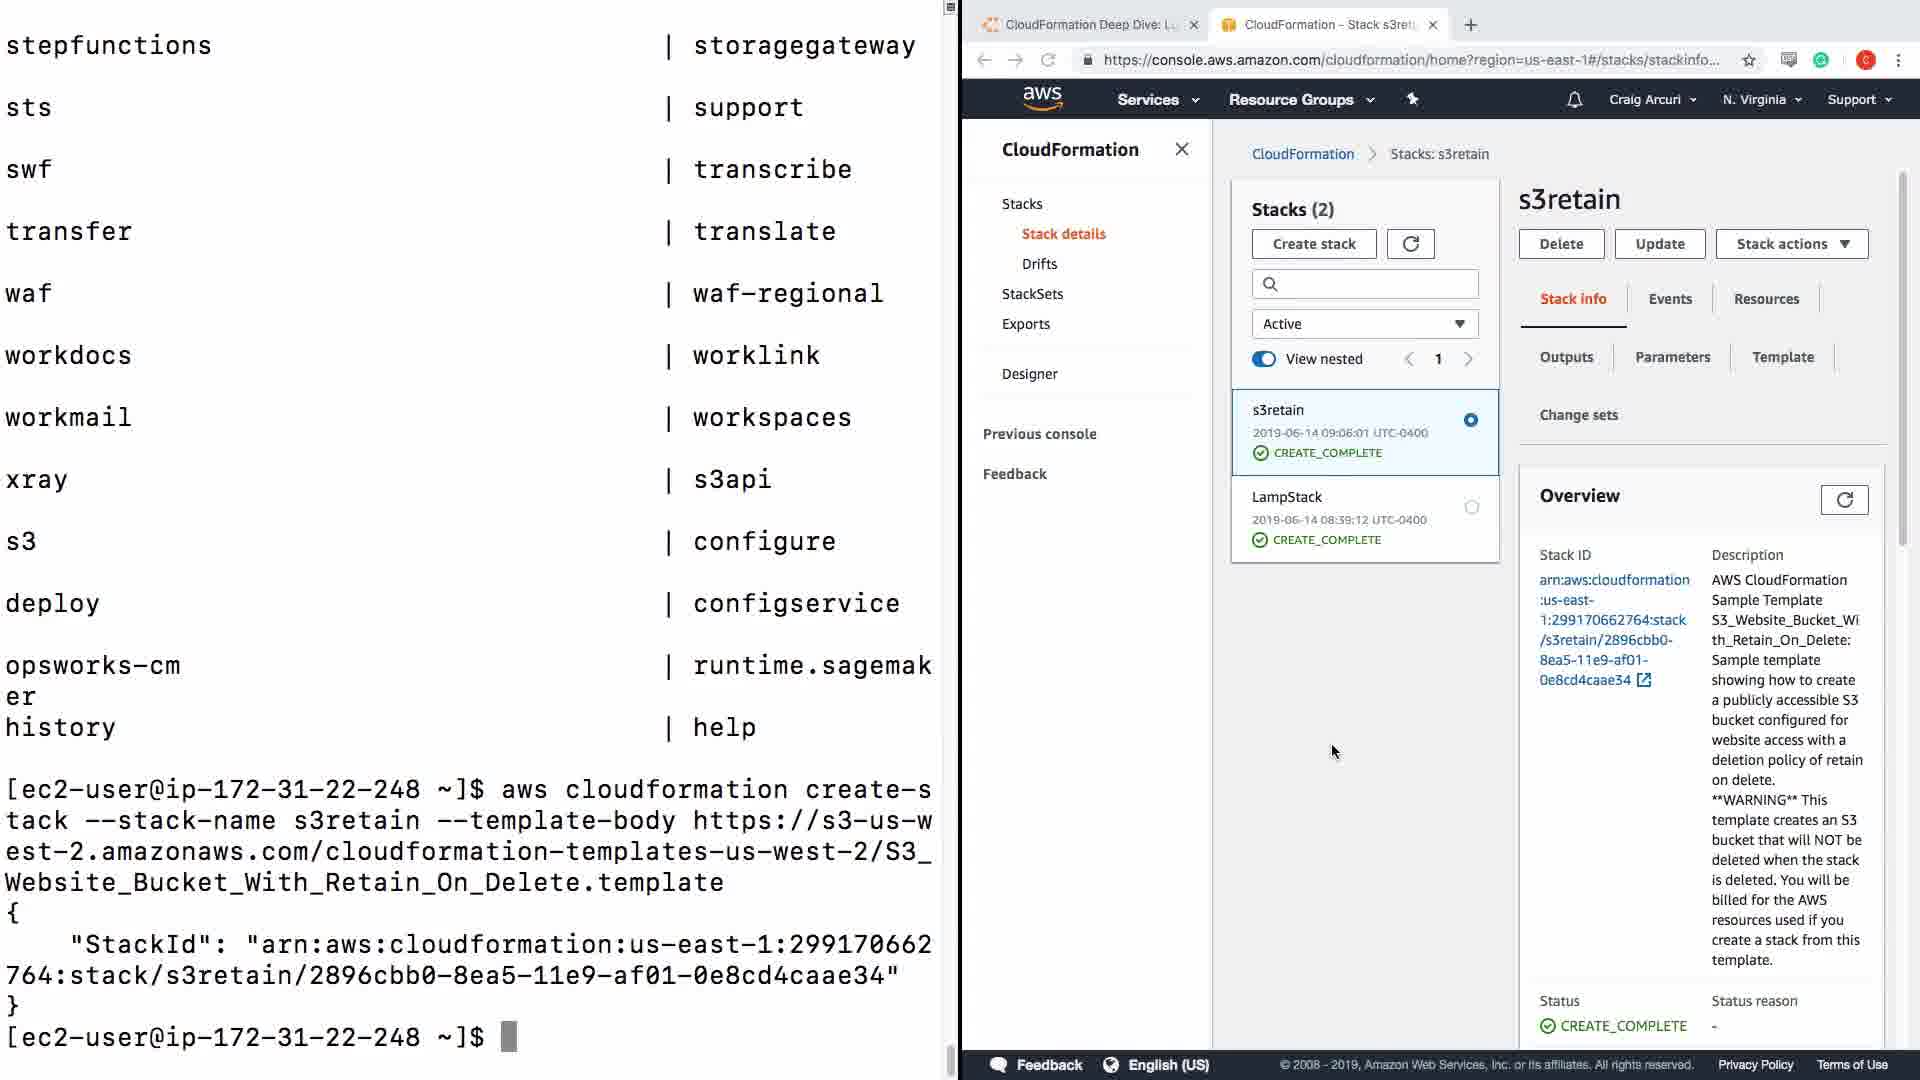 stepfunctions | storagegateway
sts | support
swf | transcribe
transfer | translate
waf | waf-regional
workdocs | worklink
workmail | workspaces
xray | s3api
s3 | configure
deploy | configservice
opsworks-cm | runtime.sagemak
er
history | help
[ec2-user@ip-172-31-22-248 ~]$ aws cloudformation create-s
tack --stack-name s3retain --template-body https://s3-us-w
est-2.amazonaws.com/cloudformation-templates-us-west-2/S3_
Website_Bucket_With_Retain_On_Delete.template
{
"StackId": "arn:aws:cloudformation:us-east-1:299170662
764:stack/s3retain/2896cbb0-8ea5-11e9-af01-0e8cd4caae34"
}
[ec2-user@ip-172-31-22-248 ~]$
CloudFormation Deep Dive: L
CloudFormation - Stack s3ret
https://console.aws.amazon.com/cloudformation/home?region=us-east-1#/stacks/stackinfo...
C
aws
Services
Resource Groups
Craig Arcuri
N. Virginia
Support
CloudFormation
Stacks
Stack details
Drifts
StackSets
Exports
Designer
Previous console
Feedback
CloudFormation > Stacks: s3retain
Stacks (2)
Create stack
Active
View nested
1
s3retain
2019-06-14 09:06:01 UTC-0400
CREATE_COMPLETE
LampStack
2019-06-14 08:39:12 UTC-0400
CREATE_COMPLETE
s3retain
Delete
Update
Stack actions
Stack info
Events
Resources
Outputs
Parameters
Template
Change sets
Overview
Stack ID
arn:aws:cloudformation
:us-east-
1:299170662764:stack
/s3retain/2896cbb0-
8ea5-11e9-af01-
0e8cd4caae34
Description
AWS CloudFormation
Sample Template
S3_Website_Bucket_Wi
th_Retain_On_Delete:
Sample template
showing how to create
a publicly accessible S3
bucket configured for
website access with a
deletion policy of retain
on delete.
**WARNING** This
template creates an S3
bucket that will NOT be
deleted when the stack
is deleted. You will be
billed for the AWS
resources used if you
create a stack from this
template.
Status
CREATE_COMPLETE
Status reason
-
Feedback
English (US)
© 2008 - 2019, Amazon Web Services, Inc. or its affiliates. All rights reserved.
Privacy Policy
Terms of Use